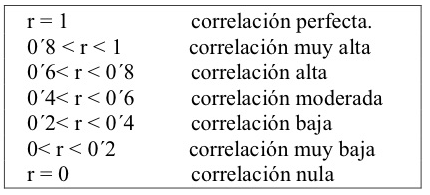 r = 1 correlación perfecta.
0´8 < r < 1 correlación muy alta
0´6< r < 0´8 correlación alta
0´4< r < 0´6 correlación moderada
0´2< r < 0´4 correlación baja
0< r < 0´2 correlación muy baja
r = 0 correlación nula